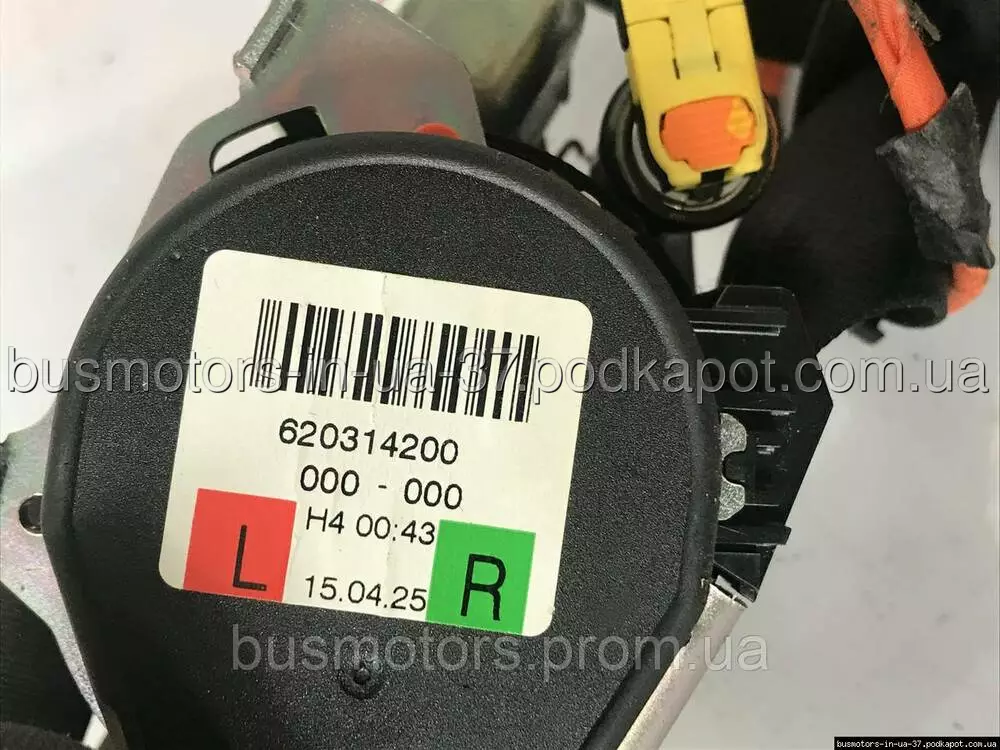 busmotors-in-ua-37.podkapot.com.ua
620314200
000 - 000
H4 00:43
L
15.04.25
R
busmotors.prom.ua
busmotors-in-ua-37.podkapot.com.ua